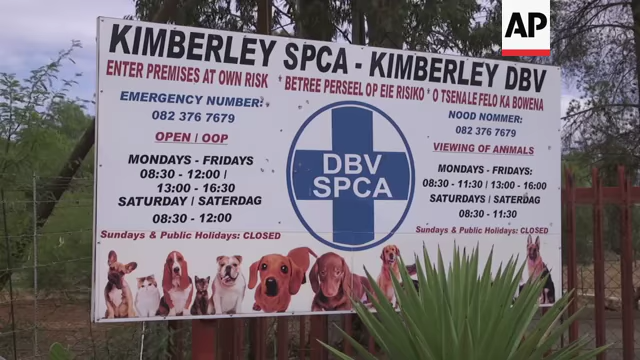 AP
KIMBERLEY SPCA - KIMBERLEY DBV
ENTER PREMISES AT OWN RISK * BETREE PERSEEL OP EIE RISIKO * O TSENA LE FELO KA BOWENA
EMERGENCY NUMBER:
082 376 7679
OPEN / OOP
MONDAYS - FRIDAYS
08:30 - 12:00 /
13:00 - 16:30
SATURDAY / SATERDAG
08:30 - 12:00
Sundays & Public Holidays: CLOSED
DBV
SPCA
NOOD NOMMER:
082 376 7679
VIEWING OF ANIMALS
MONDAYS - FRIDAYS:
08:30 - 11:30 / 13:00 - 16:00
SATURDAYS / SATERDAG
08:30 - 11:30
Sundays & Public Holidays: CLOSED